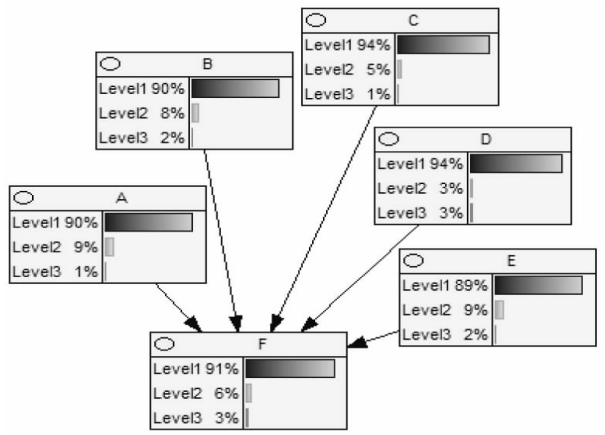 C
Level1 94%
Level2 5%
Level3 1%
B
Level1 90%
Level2 8%
Level3 2%
D
Level1 94%
Level2 3%
Level3 3%
A
Level1 90%
Level2 9%
Level3 1%
E
Level1 89%
Level2 9%
Level3 2%
F
Level1 91%
Level2 6%
Level3 3%